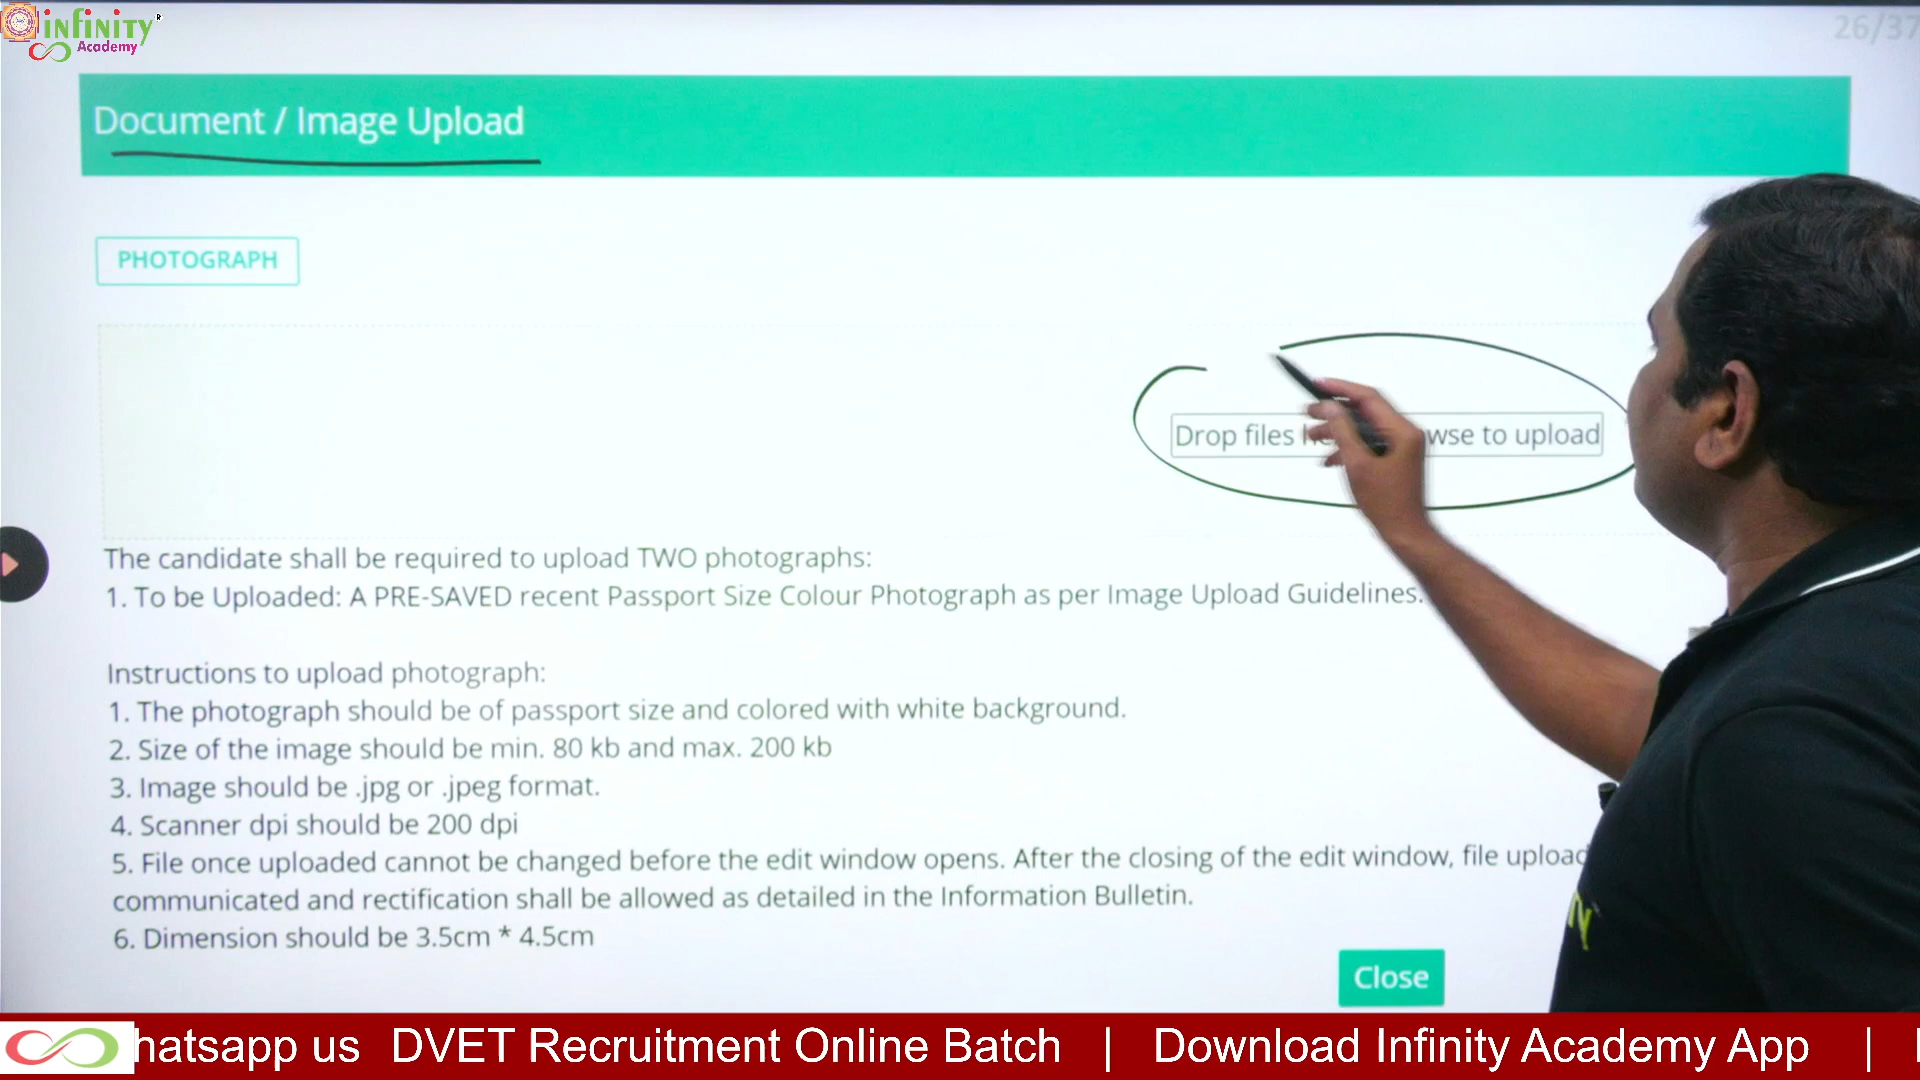 infinity
Academy
26/37
Document / Image Upload
PHOTOGRAPH
Drop files wse to upload
The candidate shall be required to upload TWO photographs:
1. To be Uploaded: A PRE-SAVED recent Passport Size Colour Photograph as per Image Upload Guidelines.
Instructions to upload photograph:
1. The photograph should be of passport size and colored with white background.
2. Size of the image should be min. 80 kb and max. 200 kb
3. Image should be .jpg or .jpeg format.
4. Scanner dpi should be 200 dpi
5. File once uploaded cannot be changed before the edit window opens. After the closing of the edit window, file upload
communicated and rectification shall be allowed as detailed in the Information Bulletin.
6. Dimension should be 3.5cm * 4.5cm
Close
hatsapp us DVET Recruitment Online Batch | Download Infinity Academy App |